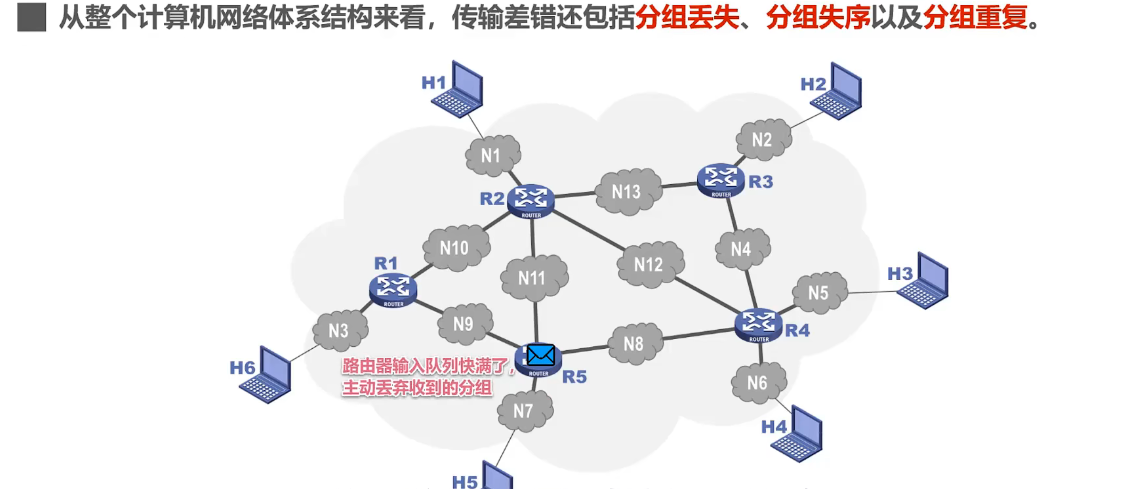 从整个计算机网络体系结构来看，传输差错还包括分组丢失、分组失序以及分组重复。
H1
H2
N1
N2
R2
ROUTER
N13
R3
ROUTER
N10
N4
R1
ROUTER
N11
N12
H3
N5
N3
N9
R4
ROUTER
N8
H6
路由器输入队列快满了，
主动丢弃收到的分组
ROUTER
R5
N6
N7
H4
H5